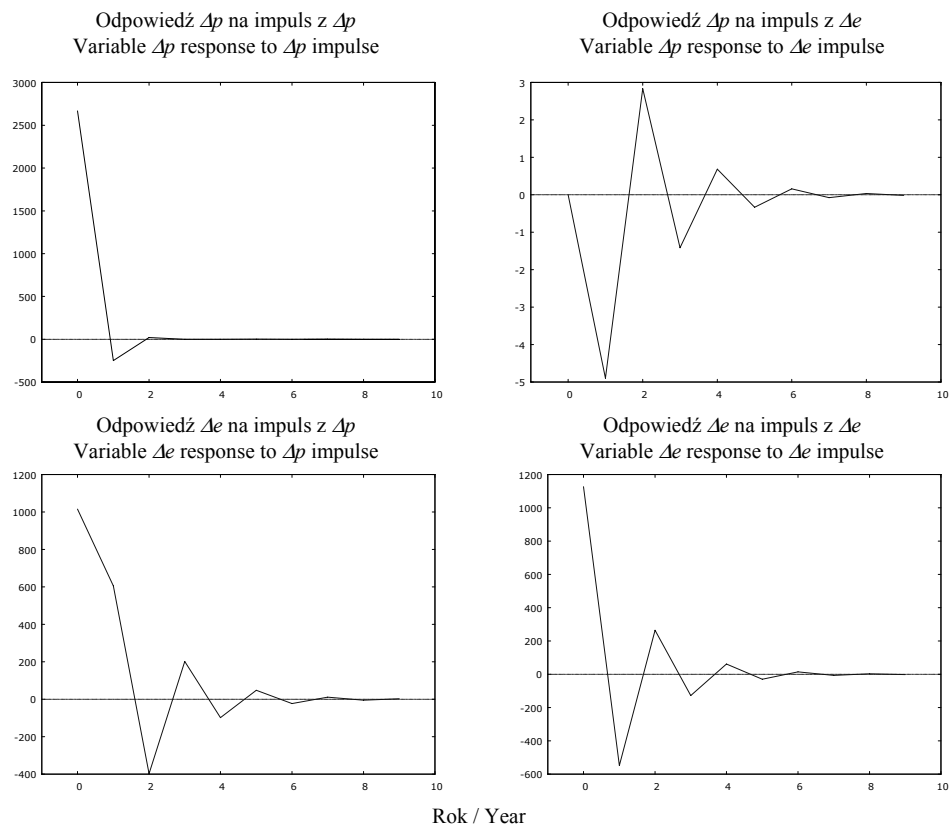 Odpowiedź Δp na impuls z Δp
Variable Δp response to Δp impulse
3000
2500
2000
1500
1000
500
0
-500
0 2 4 6 8 10
Odpowiedź Δp na impuls z Δe
Variable Δp response to Δe impulse
3
2
1
0
-1
-2
-3
-4
-5
0 2 4 6 8 10
Odpowiedź Δe na impuls z Δp
Variable Δe response to Δp impulse
1200
1000
800
600
400
200
0
-200
-400
0 2 4 6 8 10
Odpowiedź Δe na impuls z Δe
Variable Δe response to Δe impulse
1200
1000
800
600
400
200
0
-200
-400
-600
0 2 4 6 8 10
Rok / Year